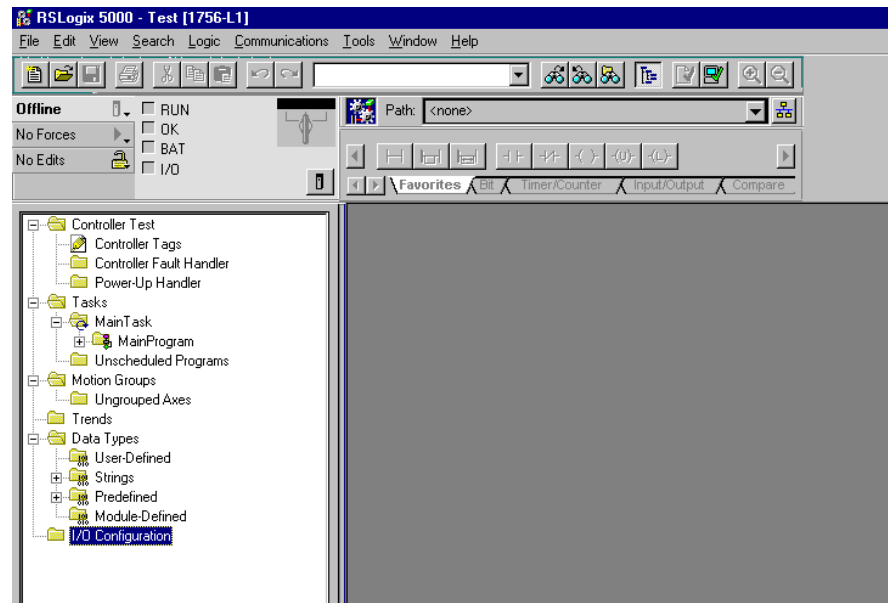 RSLogix 5000 - Test [1756-L1]
File Edit View Search Logic Communications Tools Window Help
Offline
RUN
No Forces
OK
No Edits
BAT
I/O
Path: <none>
Favorites Bit Timer/Counter Input/Output Compare
Controller Test
Controller Tags
Controller Fault Handler
Power-Up Handler
Tasks
MainTask
MainProgram
Unscheduled Programs
Motion Groups
Ungrouped Axes
Trends
Data Types
User-Defined
Strings
Predefined
Module-Defined
I/O Configuration